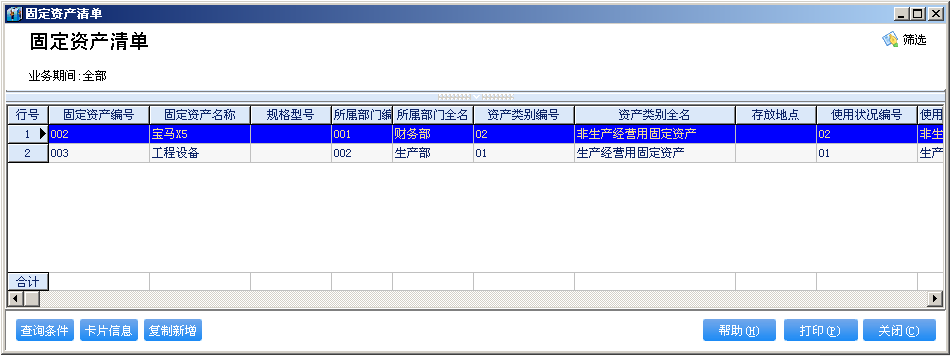 固定资产清单
固定资产清单
筛选
业务期间:全部
行号 固定资产编号 固定资产名称 规格型号 所属部门编 所属部门全名 资产类别编号 资产类别全名 存放地点 使用状况编号 使用
1 002 宝马X5 001 财务部 02 非生产经营用固定资产 02 非生
2 003 工程设备 002 生产部 01 生产经营用固定资产 01 生产
合计
查询条件 卡片信息 复制新增 帮助(H) 打印(P) 关闭(C)